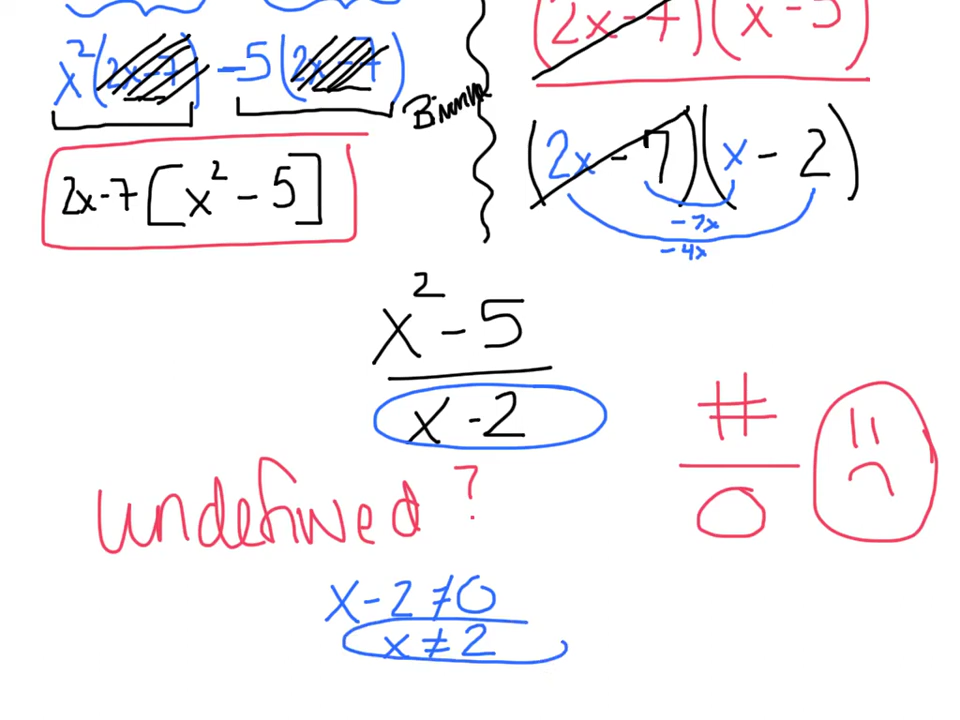 x²(2x-7) -5(2x-7)
2x-7[x² - 5]
(2x-7)(x-5)
(2x-7)(x-2)
-7x
-4x
x² - 5
x - 2
#
0
undefined?
x-2≠0
x≠2